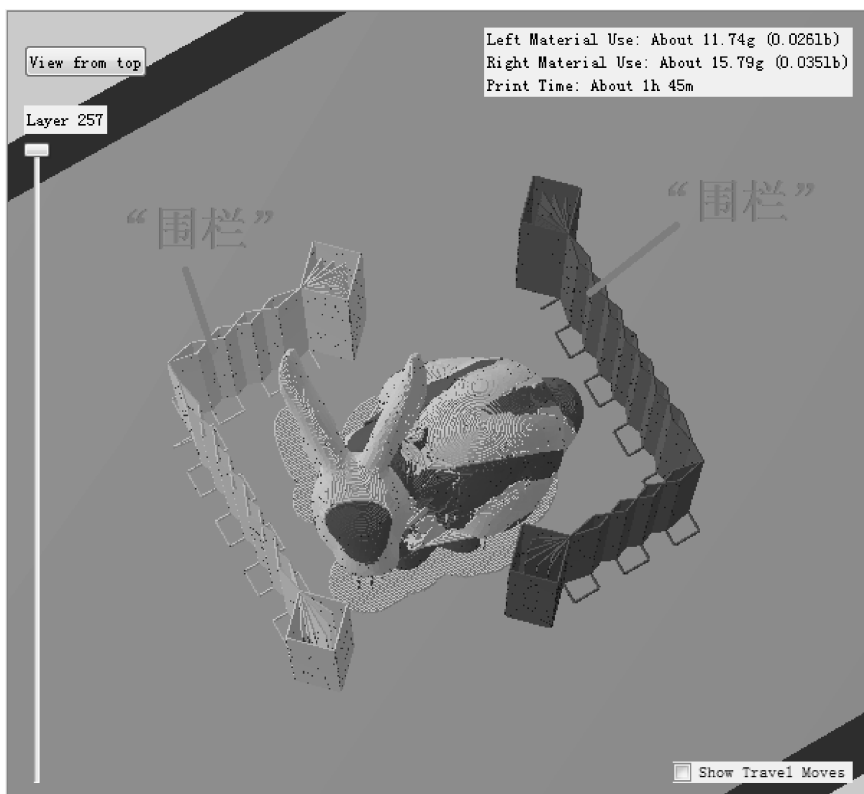 View from top
Left Material Use: About 11.74g (0.026lb)
Right Material Use: About 15.79g (0.035lb)
Print Time: About 1h 45m
Layer 257
“围栏”
“围栏”
Show Travel Moves